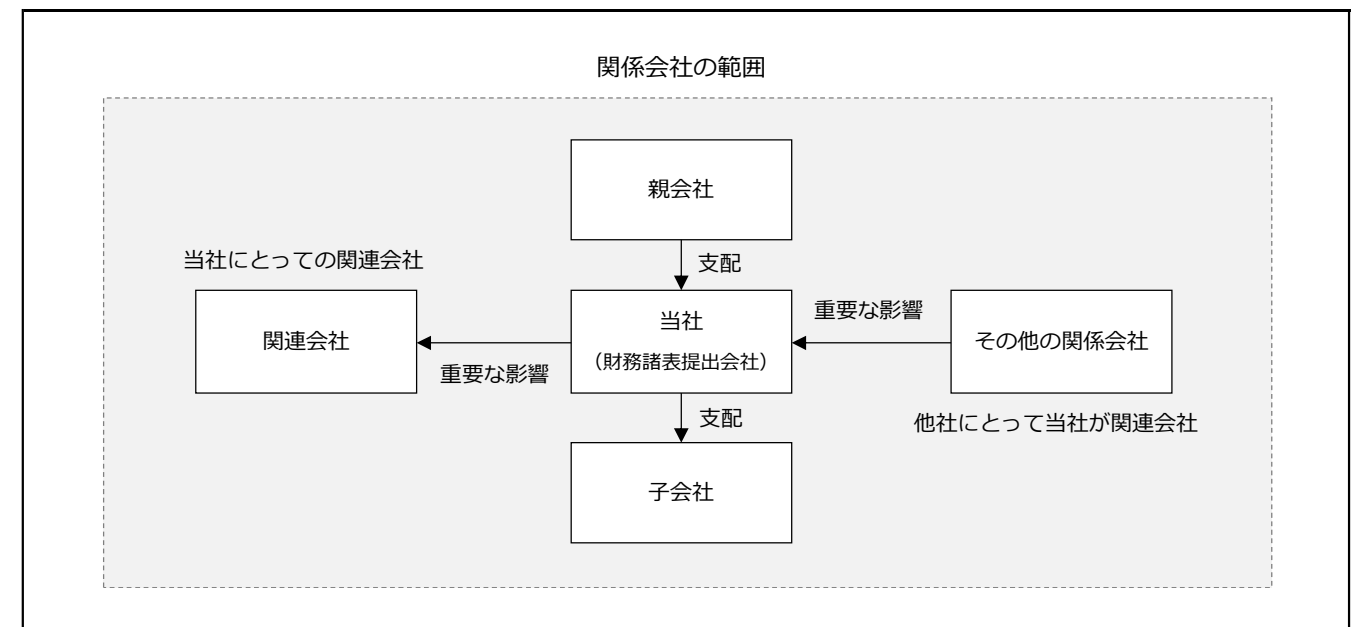 関係会社の範囲
親会社
支配
当社にとっての関連会社
関連会社
重要な影響
当社
（財務諸表提出会社）
重要な影響
その他の関係会社
他社にとって当社が関連会社
支配
子会社